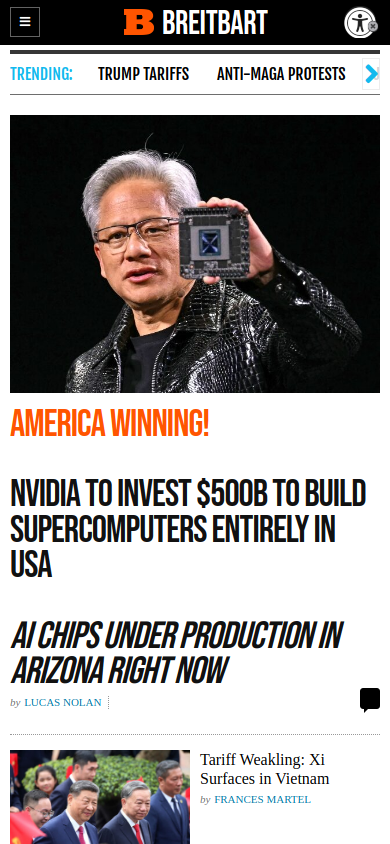 BREITBART
TRENDING: TRUMP TARIFFS ANTI-MAGA PROTESTS
AMERICA WINNING!
NVIDIA TO INVEST $500B TO BUILD
SUPERCOMPUTERS ENTIRELY IN
USA
AI CHIPS UNDER PRODUCTION IN
ARIZONA RIGHT NOW
by LUCAS NOLAN
Tariff Weakling: Xi
Surfaces in Vietnam
by FRANCES MARTEL